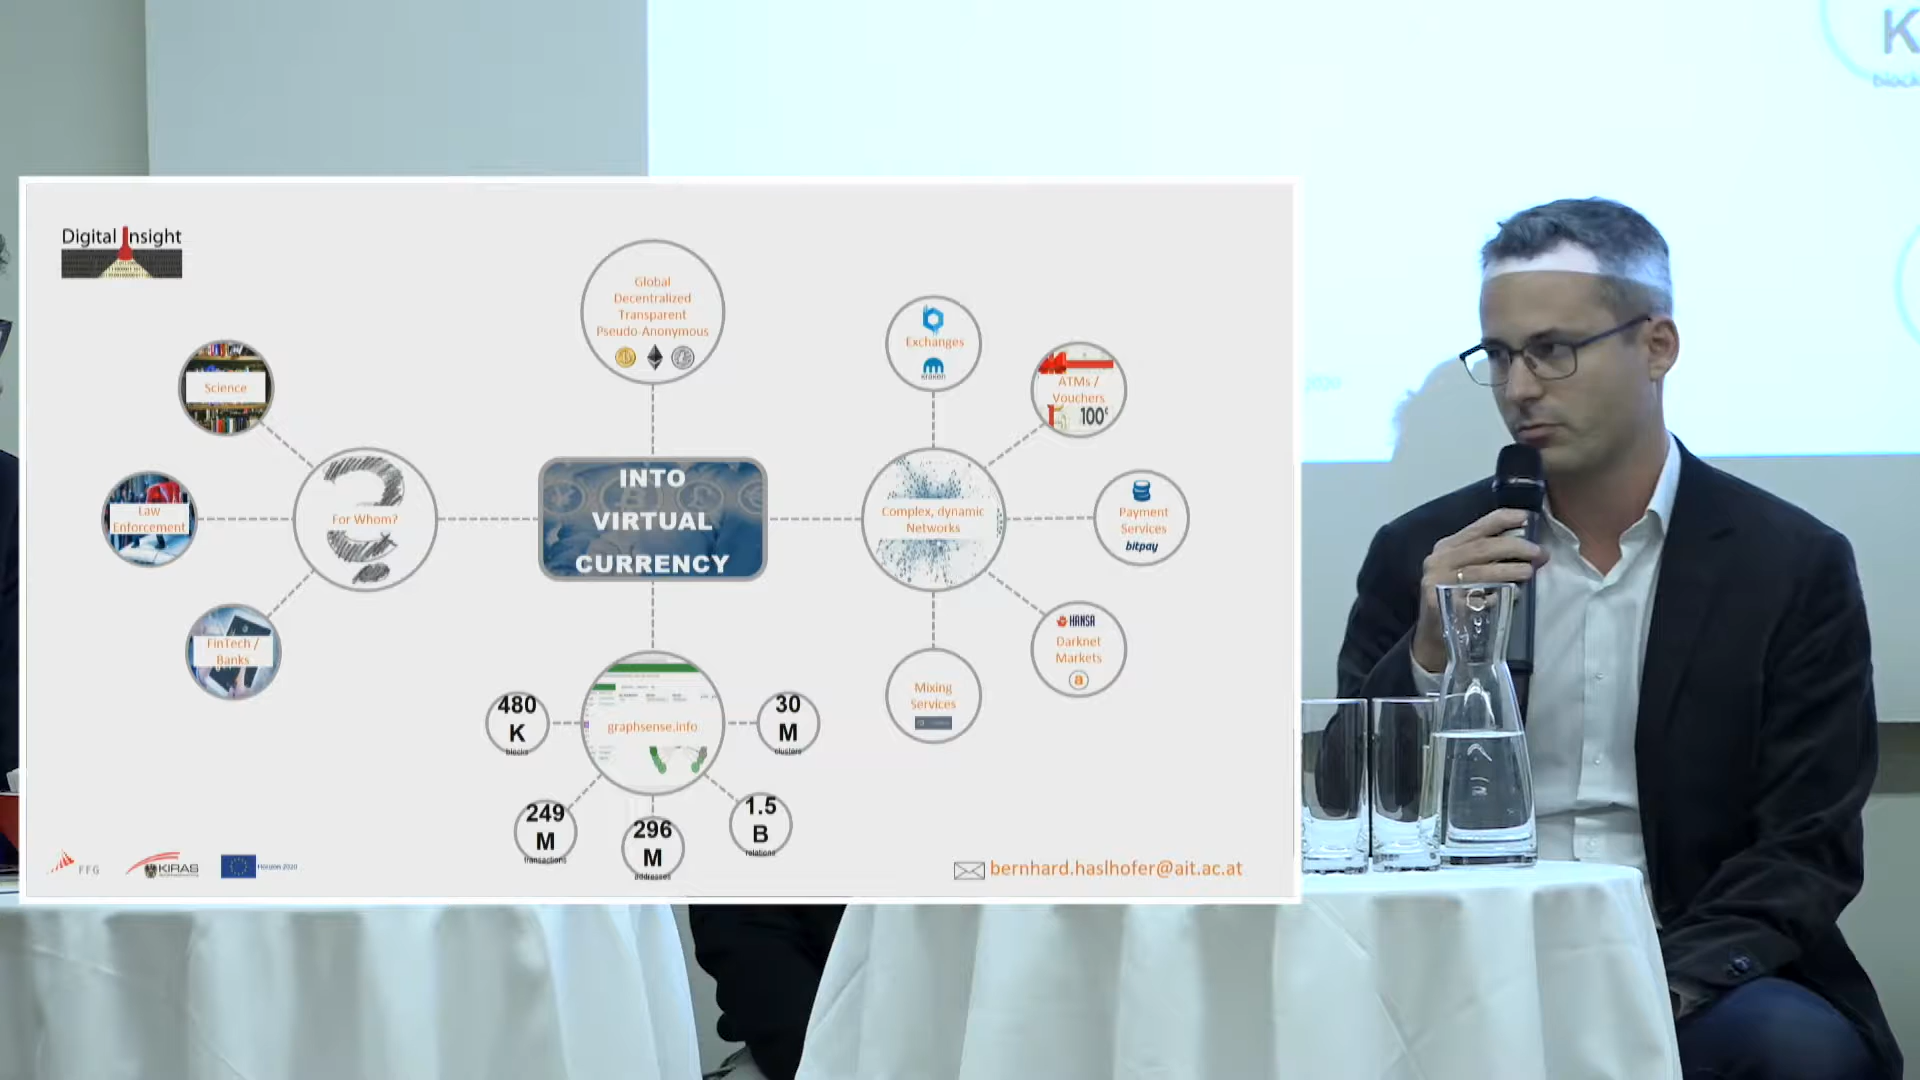 Digital Insight
Global
Decentralized
Transparent
Pseudo-Anonymous
Exchanges
kraken
ATMs /
Vouchers
100€
Science
Law
Enforcement
For Whom?
INTO
VIRTUAL
CURRENCY
Complex, dynamic
Networks
Payment
Services
bitpay
FinTech /
Banks
HANSA
Darknet
Markets
a
Mixing
Services
480
K
blocks
graphsense.info
30
M
clusters
249
M
transactions
296
M
addresses
1.5
B
relations
FFG
KIRAS
Horizon 2020
bernhard.haslhofer@ait.ac.at
K